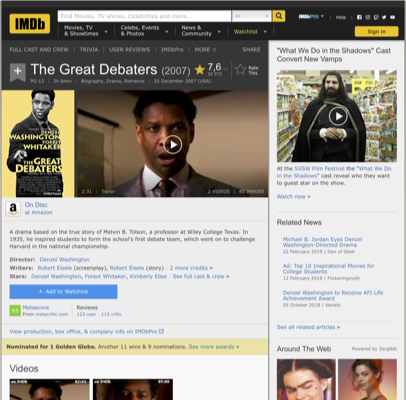 IMDb
Find Movies, TV shows, Celebrities and more...
All
IMDbPro
Help
Movies, TV
& Showtimes
Celebs, Events
& Photos
News &
Community
Watchlist
Sign in
FULL CAST AND CREW | TRIVIA | USER REVIEWS | IMDbPro | MORE
SHARE
The Great Debaters (2007)
7,6
Rate
This
PG-13 | 2h 6min | Biography, Drama, Romance | 25 December 2007 (USA)
DENZEL
WASHINGTON
FOREST
WHITAKER
THE GREAT
DEBATERS
2:31 | Trailer
2 VIDEOS | 80 IMAGES
On Disc
at Amazon
A drama based on the true story of Melvin B. Tolson, a professor at Wiley College Texas. In
1935, he inspired students to form the school's first debate team, which went on to challenge
Harvard in the national championship.
Director: Denzel Washington
Writers: Robert Eisele (screenplay), Robert Eisele (story) | 2 more credits »
Stars: Denzel Washington, Forest Whitaker, Kimberly Elise | See full cast & crew »
+ Add to Watchlist
65
Metascore
From metacritic.com
Reviews
123 user | 115 critic
View production, box office, & company info on IMDbPro
Nominated for 1 Golden Globe. Another 11 wins & 9 nominations. See more awards »
Videos
"What We Do in the Shadows" Cast
Convert New Vamps
At the SXSW Film Festival the "What We Do
in the Shadows" cast reveal who they want
to guest star on the show.
Watch now »
Related News
Michael B. Jordan Eyes Denzel
Washington-Directed Drama
22 February 2019 | Den of Geek
Ad: Top 10 Inspirational Movies for
College Students
12 February 2019 | Flickeringmyth
Denzel Washington to Receive AFI Life
Achievement Award
05 October 2018 | Variety
See all related articles »
Around The Web
Powered by ZergNet